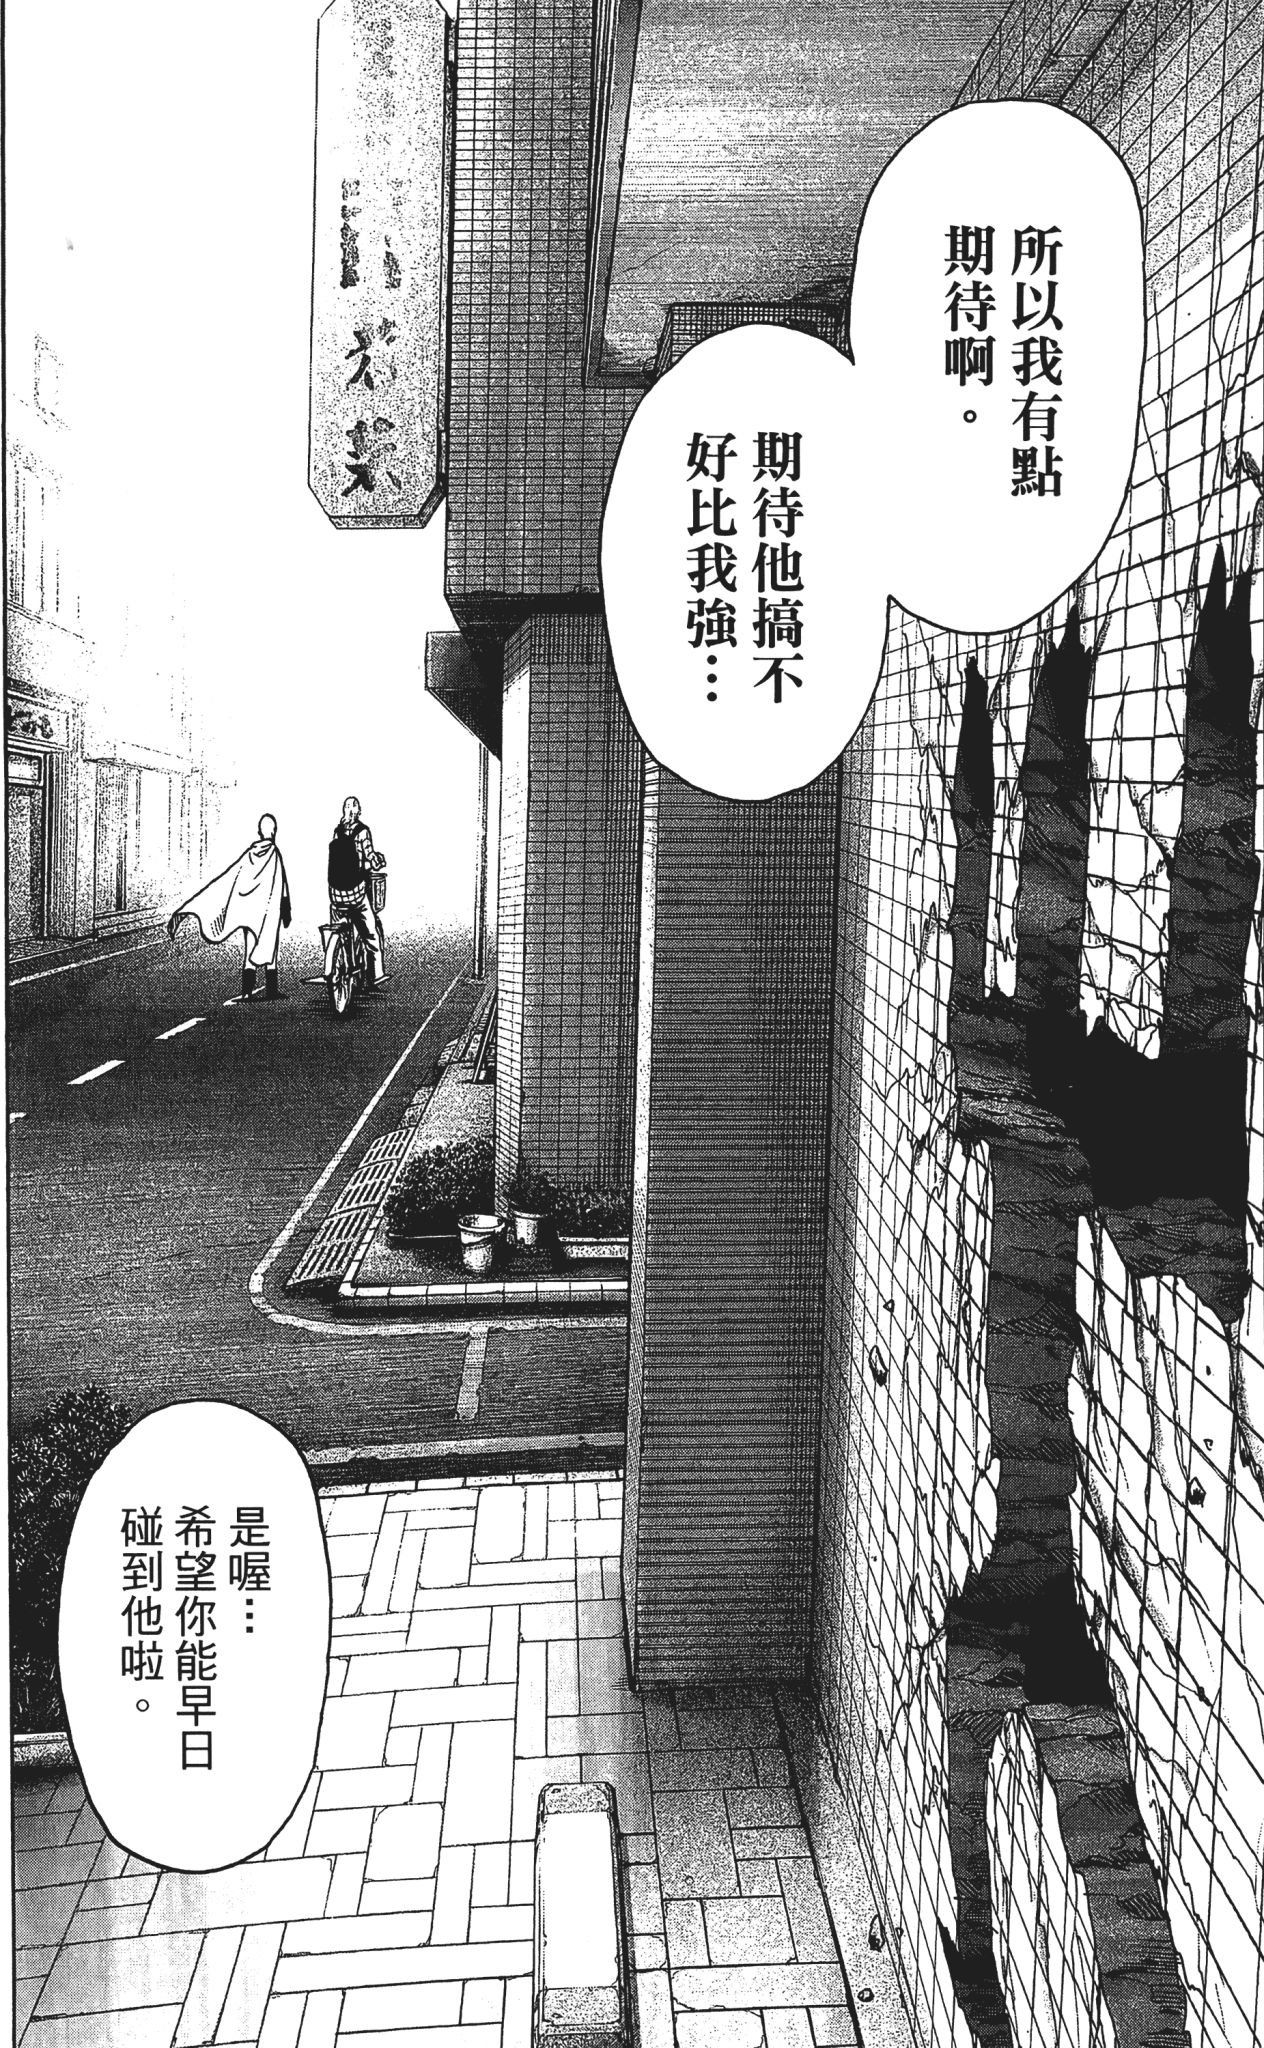 所以我有點
期待啊。
期待他搞不
好比我強…
是喔…
希望你能早日
碰到他啦。